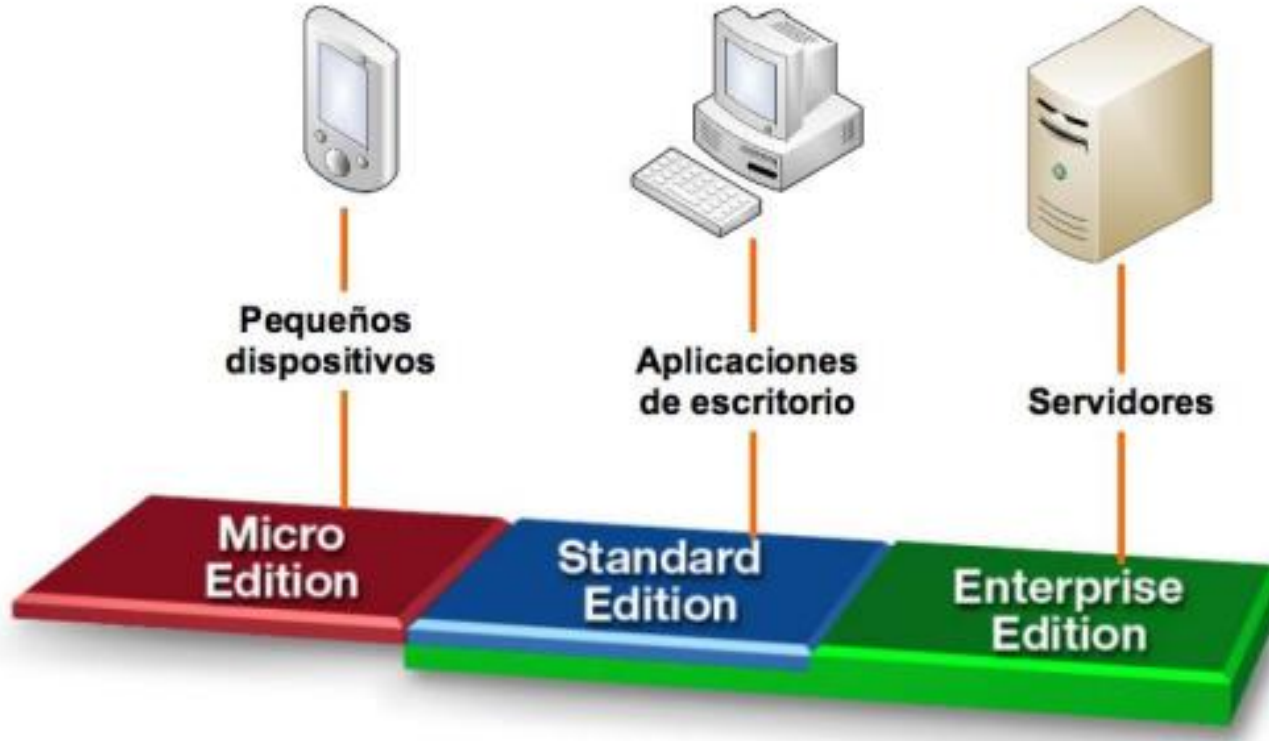 Pequeños
dispositivos
Aplicaciones
de escritorio
Servidores
Micro
Edition
Standard
Edition
Enterprise
Edition